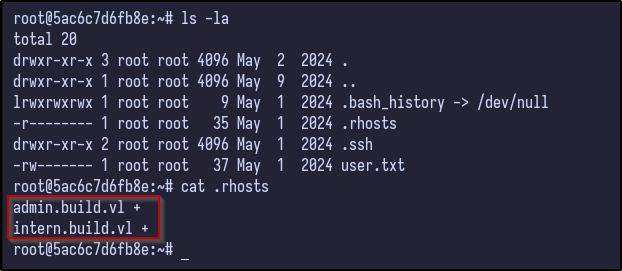 root@5ac6c7d6fb8e:~# ls -la
total 20
drwxr-xr-x 3 root root 4096 May  2  2024 .
drwxr-xr-x 1 root root 4096 May  9  2024 ..
lrwxrwxrwx 1 root root    9 May  1  2024 .bash_history -> /dev/null
-r-------- 1 root root   35 May  1  2024 .rhosts
drwxr-xr-x 2 root root 4096 May  1  2024 .ssh
-rw------- 1 root root   37 May  1  2024 user.txt
root@5ac6c7d6fb8e:~# cat .rhosts
admin.build.vl +
intern.build.vl +
root@5ac6c7d6fb8e:~# _